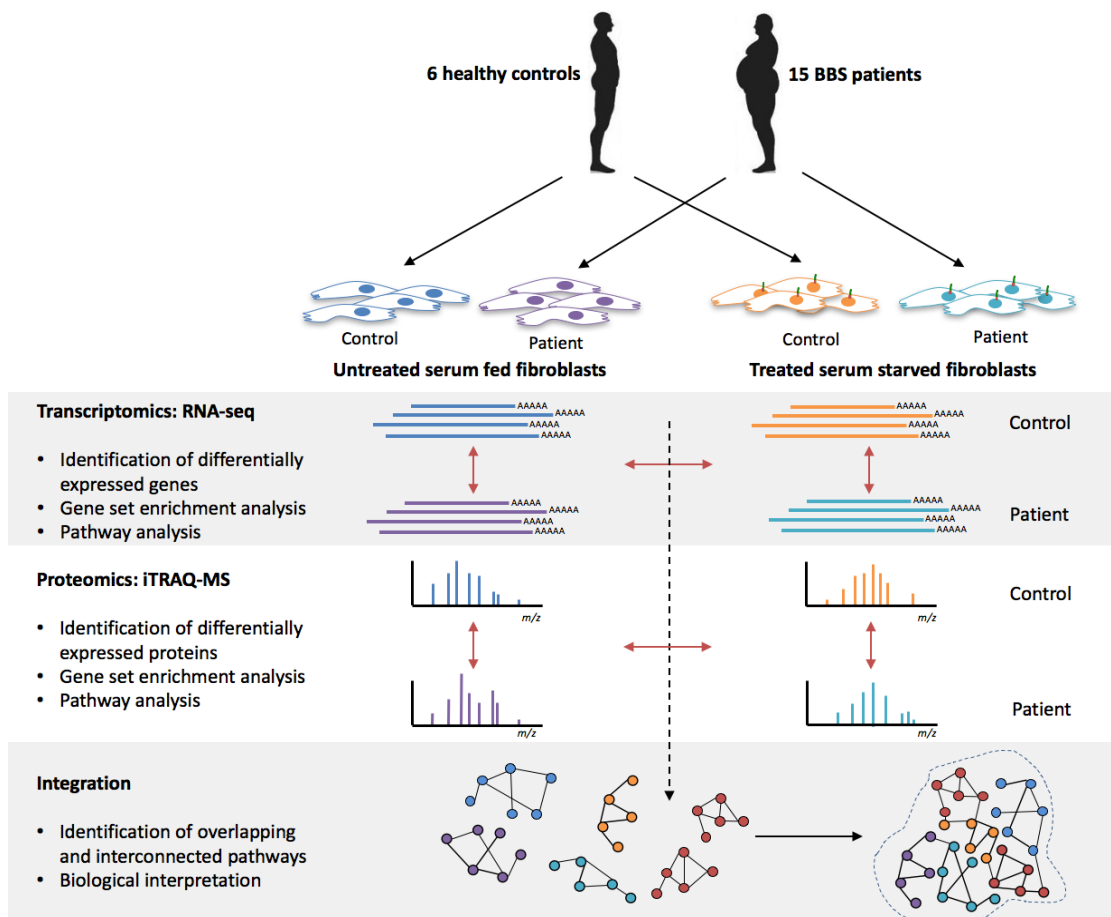 6 healthy controls
15 BBS patients
Control
Patient
Control
Patient
Untreated serum fed fibroblasts
Treated serum starved fibroblasts
Transcriptomics: RNA-seq
• Identification of differentially
expressed genes
• Gene set enrichment analysis
• Pathway analysis
AAAAA
AAAAA
AAAAA
AAAAA
AAAAA
AAAAA
AAAAA
AAAAA
Control
AAAAA
AAAAA
AAAAA
AAAAA
AAAAA
AAAAA
AAAAA
AAAAA
Patient
Proteomics: iTRAQ-MS
• Identification of differentially
expressed proteins
• Gene set enrichment analysis
• Pathway analysis
m/z
m/z
Control
m/z
m/z
Patient
Integration
• Identification of overlapping
and interconnected pathways
• Biological interpretation